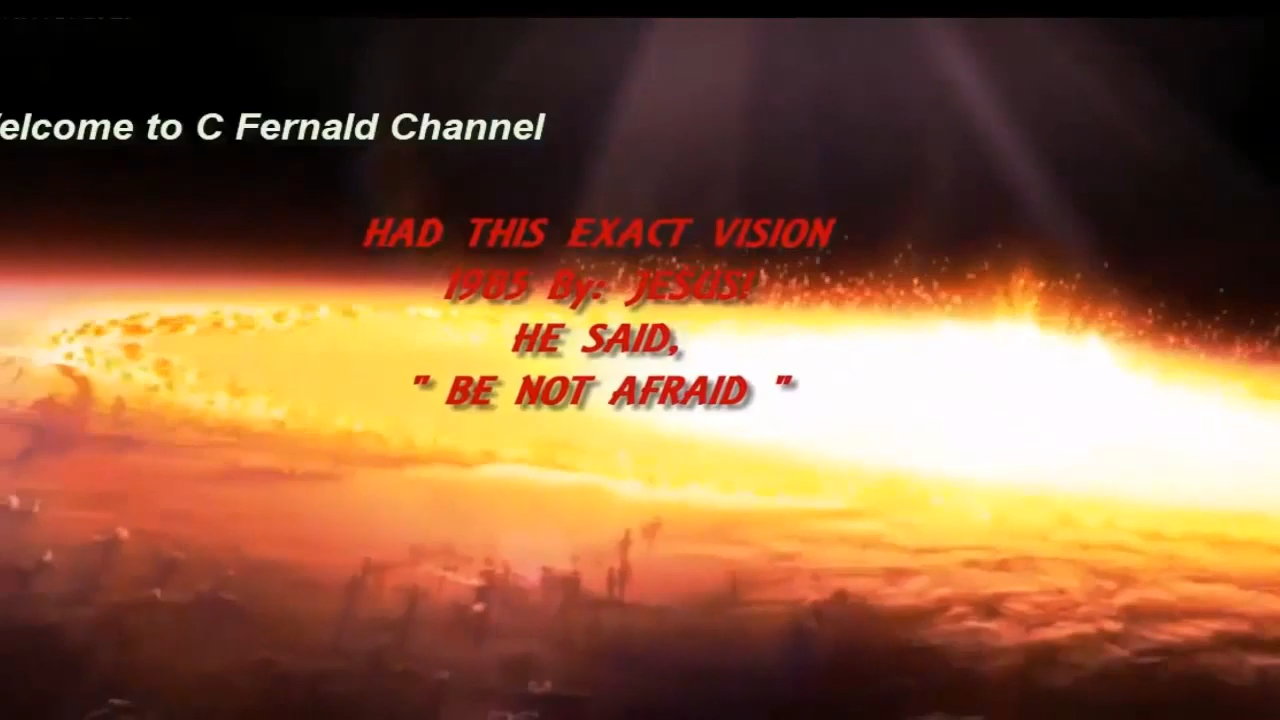 elcome to C Fernald Channel
HAD THIS EXACT VISION
1985 By: JESUS!
HE SAID,
" BE NOT AFRAID "